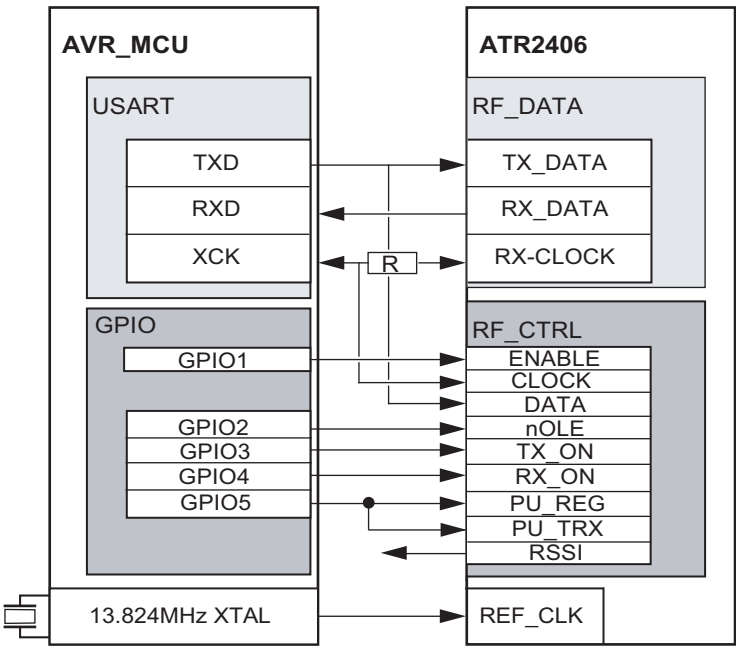 AVR_MCU
USART
TXD
RXD
XCK
GPIO
GPIO1
GPIO2
GPIO3
GPIO4
GPIO5
13.824MHz XTAL
R
ATR2406
RF_DATA
TX_DATA
RX_DATA
RX-CLOCK
RF_CTRL
ENABLE
CLOCK
DATA
nOLE
TX_ON
RX_ON
PU_REG
PU_TRX
RSSI
REF_CLK